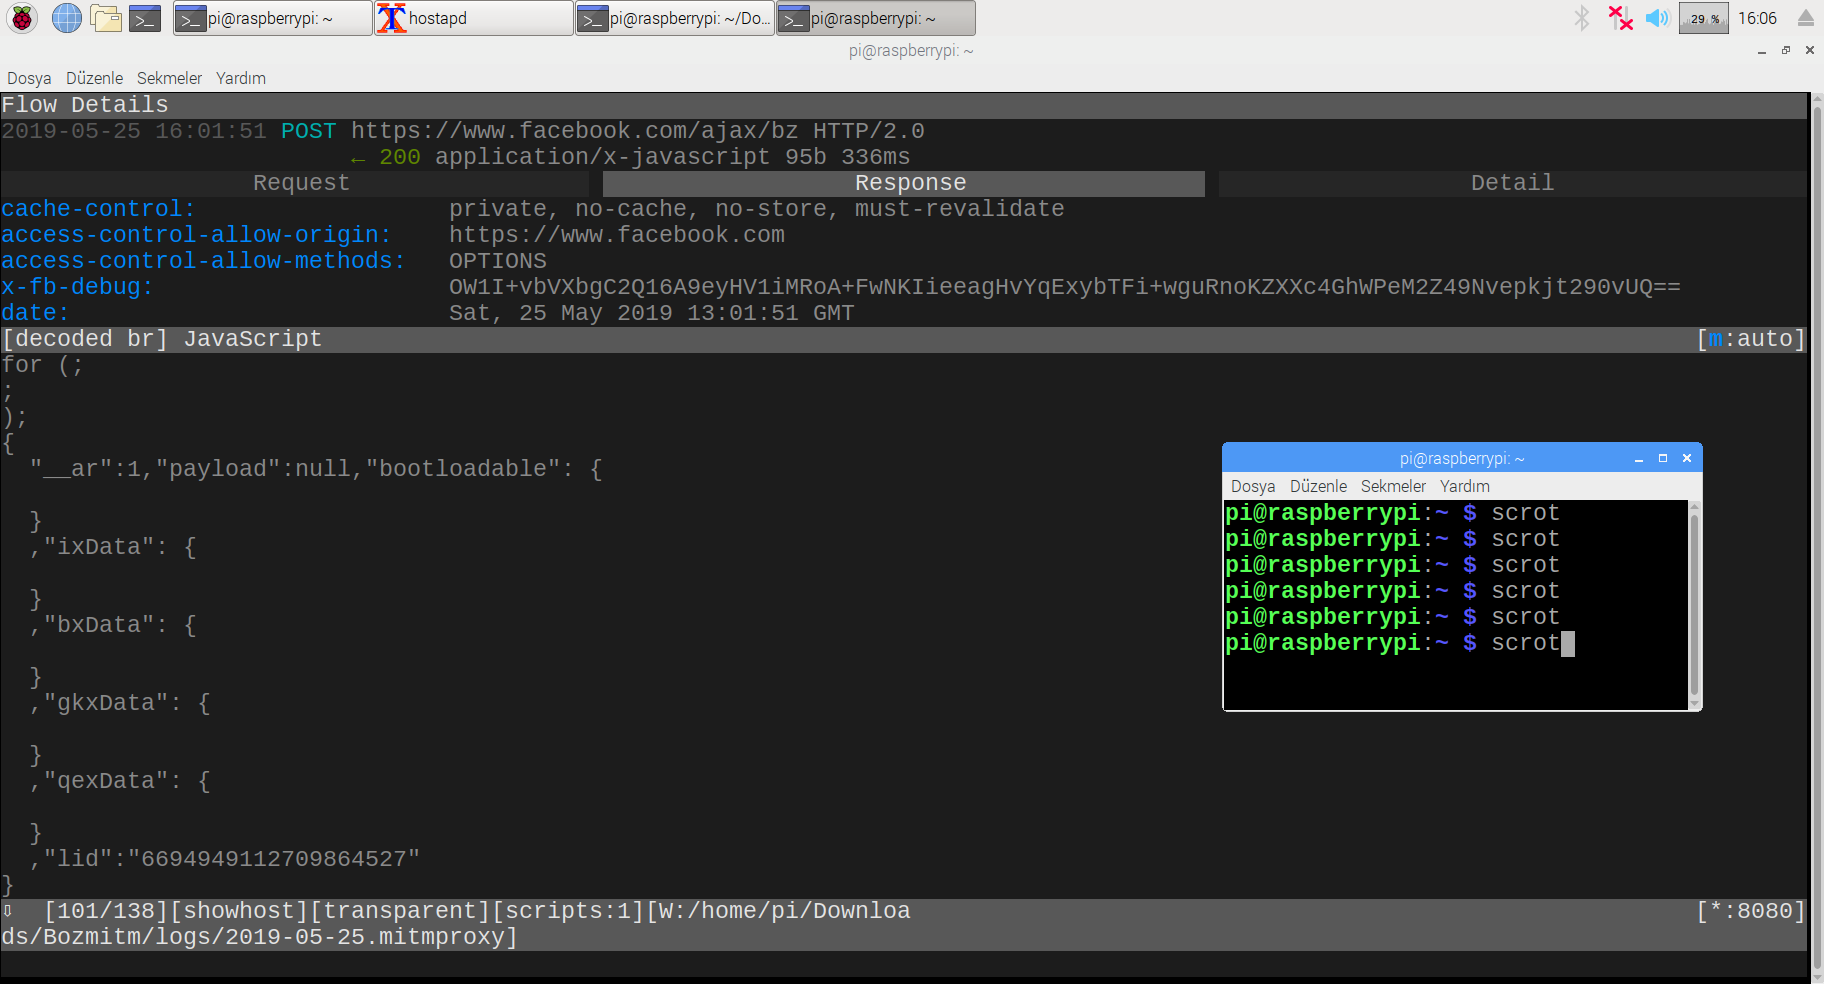 pi@raspberrypi: ~
hostapd
pi@raspberrypi: ~/Do...
pi@raspberrypi: ~
29 %
16:06
pi@raspberrypi: ~
Dosya Düzenle Sekmeler Yardım
Flow Details
2019-05-25 16:01:51 POST https://www.facebook.com/ajax/bz HTTP/2.0
← 200 application/x-javascript 95b 336ms
Request Response Detail
cache-control: private, no-cache, no-store, must-revalidate
access-control-allow-origin: https://www.facebook.com
access-control-allow-methods: OPTIONS
x-fb-debug: OW1I+vbVXbgC2Q16A9eyHV1iMRoA+FwNKIieeagHvYqExybTFi+wguRnoKZXXc4GhWPeM2Z49Nvepkjt290vUQ==
date: Sat, 25 May 2019 13:01:51 GMT
[decoded br] JavaScript [m:auto]
for (;
;
);
{
"__ar":1,"payload":null,"bootloadable": {
}
,"ixData": {
}
,"bxData": {
}
,"gkxData": {
}
,"qexData": {
}
,"lid":"6694949112709864527"
}
⇩ [101/138][showhost][transparent][scripts:1][W:/home/pi/Downloa [*:8080]
ds/Bozmitm/logs/2019-05-25.mitmproxy]
pi@raspberrypi: ~
Dosya Düzenle Sekmeler Yardım
pi@raspberrypi:~ $ scrot
pi@raspberrypi:~ $ scrot
pi@raspberrypi:~ $ scrot
pi@raspberrypi:~ $ scrot
pi@raspberrypi:~ $ scrot
pi@raspberrypi:~ $ scrot